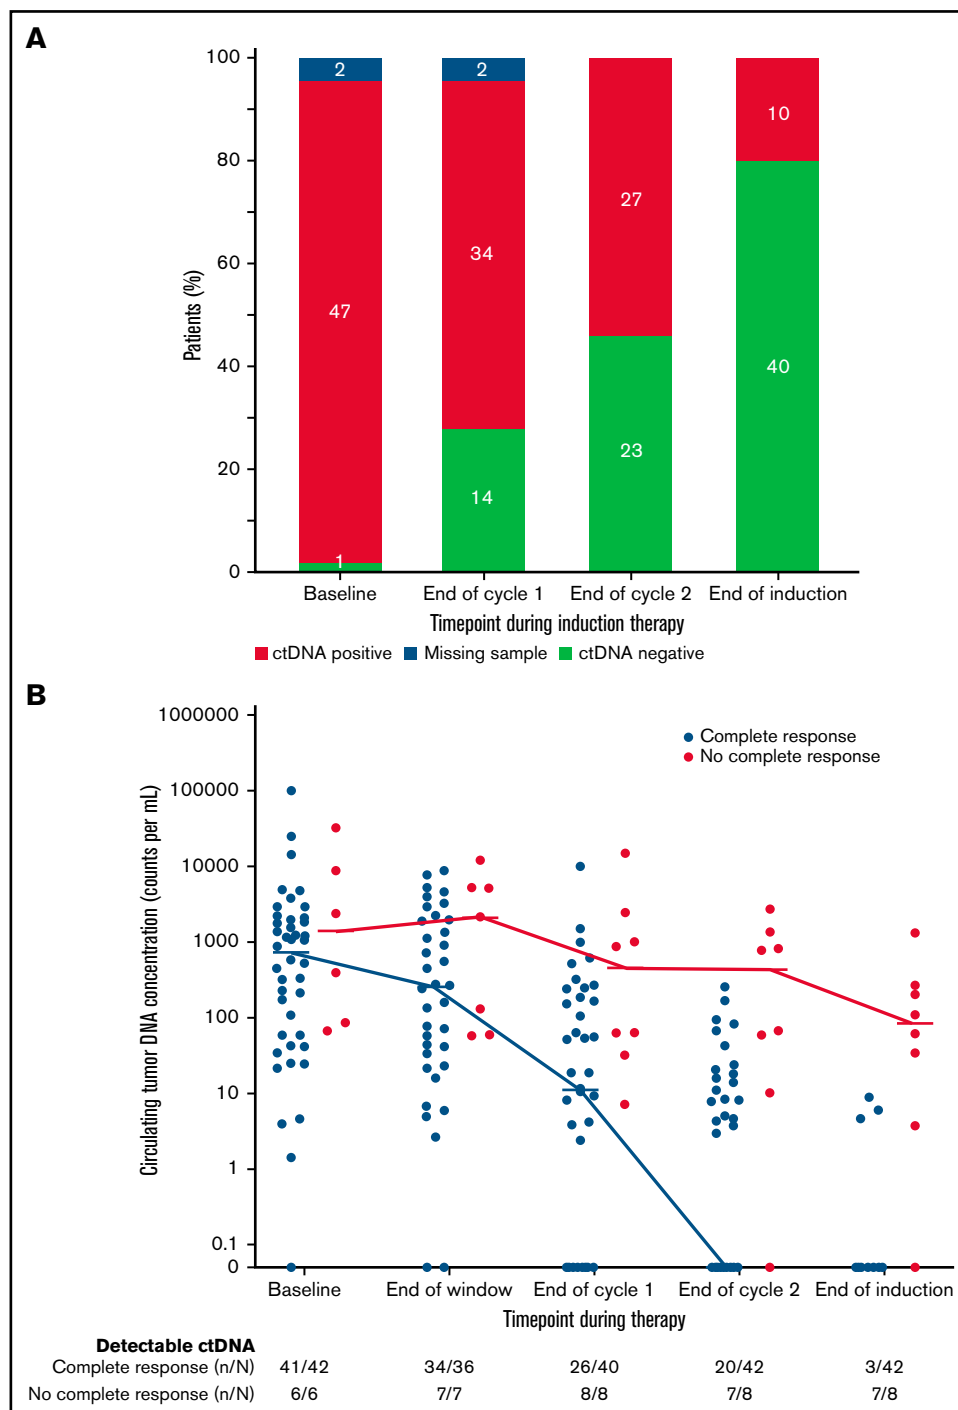 A
100
80
60
40
20
0
Patients (%)
2
47
1
2
34
14
27
23
10
40
Baseline
End of cycle 1
End of cycle 2
End of induction
Timepoint during induction therapy
ctDNA positive
Missing sample
ctDNA negative
B
1000000
100000
10000
1000
100
10
1
0.1
0
Circulating tumor DNA concentration (counts per mL)
Complete response
No complete response
Baseline
End of window
End of cycle 1
End of cycle 2
End of induction
Timepoint during therapy
Detectable ctDNA
Complete response (n/N) 41/42 34/36 26/40 20/42 3/42
No complete response (n/N) 6/6 7/7 8/8 7/8 7/8